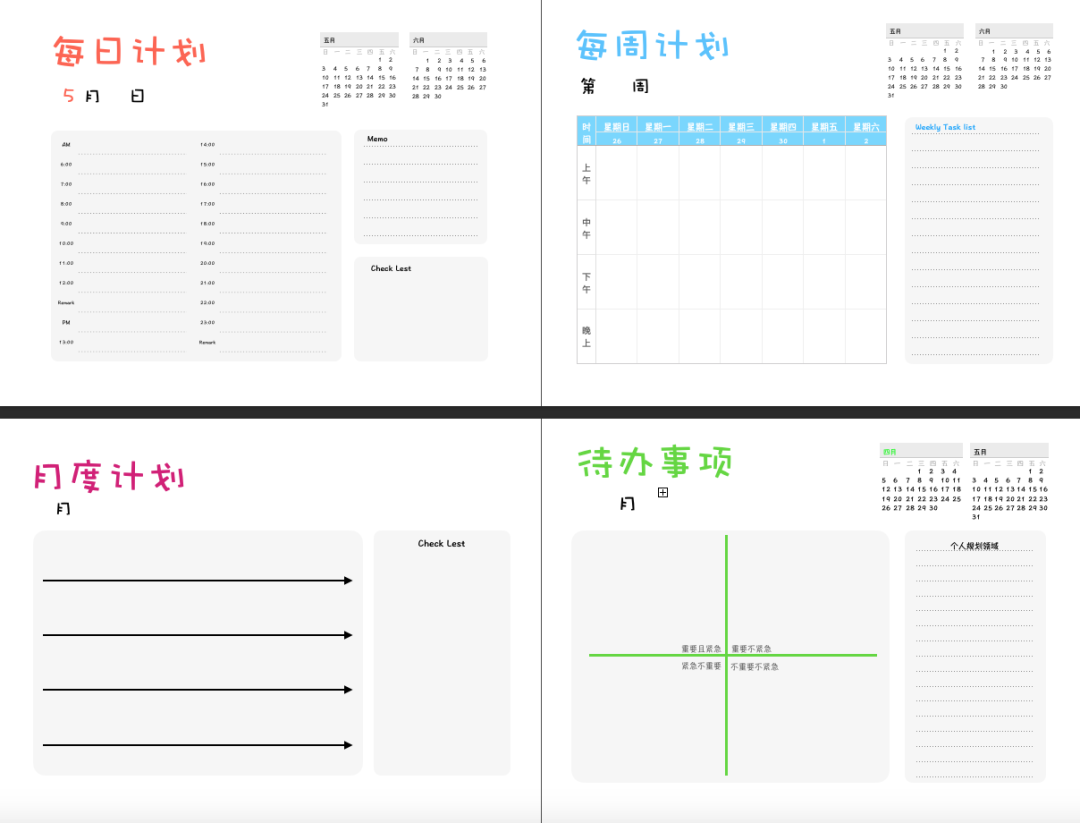 每日计划
5 月 日
五月
日 一 二 三 四 五 六
1 2
3 4 5 6 7 8 9
10 11 12 13 14 15 16
17 18 19 20 21 22 23
24 25 26 27 28 29 30
31
六月
日 一 二 三 四 五 六
1 2 3 4 5 6
7 8 9 10 11 12 13
14 15 16 17 18 19 20
21 22 23 24 25 26 27
28 29 30
AM
6:00
7:00
8:00
9:00
10:00
11:00
12:00
Remark
PM
13:00
14:00
15:00
16:00
17:00
18:00
19:00
20:00
21:00
22:00
23:00
Remark
Memo
Check Lest
每周计划
第 周
五月
日 一 二 三 四 五 六
1 2
3 4 5 6 7 8 9
10 11 12 13 14 15 16
17 18 19 20 21 22 23
24 25 26 27 28 29 30
31
六月
日 一 二 三 四 五 六
1 2 3 4 5 6
7 8 9 10 11 12 13
14 15 16 17 18 19 20
21 22 23 24 25 26 27
28 29 30
时间 星期日 星期一 星期二 星期三 星期四 星期五 星期六
26 27 28 29 30 1 2
上午
中午
下午
晚上
Weekly Task list
月度计划
月
Check Lest
待办事项
月
四月
日 一 二 三 四 五 六
1 2 3 4
5 6 7 8 9 10 11
12 13 14 15 16 17 18
19 20 21 22 23 24 25
26 27 28 29 30
五月
日 一 二 三 四 五 六
1 2
3 4 5 6 7 8 9
10 11 12 13 14 15 16
17 18 19 20 21 22 23
24 25 26 27 28 29 30
31
重要且紧急 重要不紧急
紧急不重要 不重要不紧急
个人规划领域